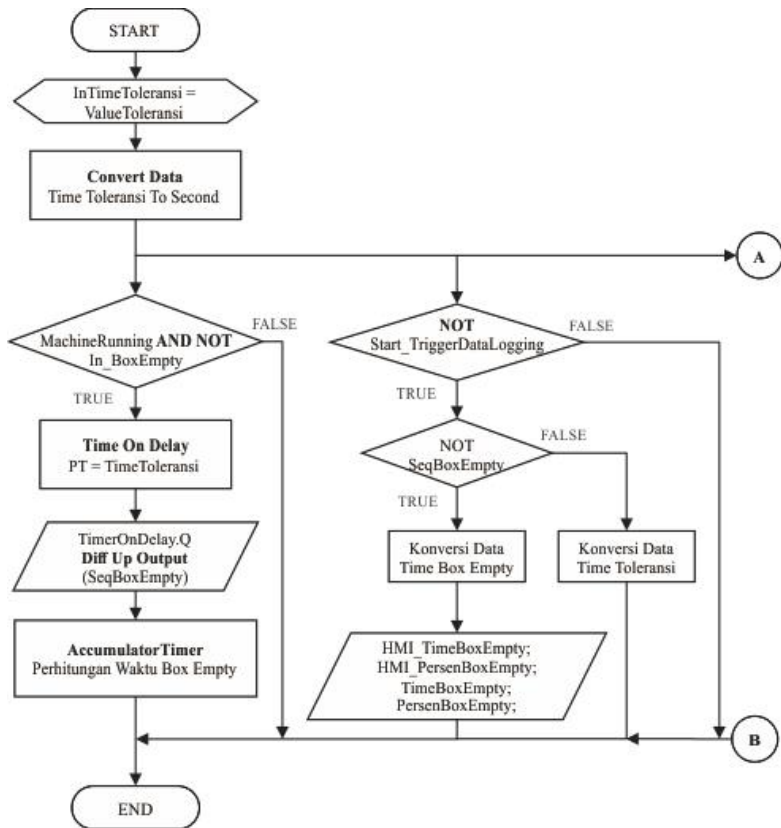 START
InTimeToleransi =
ValueToleransi
Convert Data
Time Toleransi To Second
A
MachineRunning AND NOT
In_BoxEmpty
FALSE
TRUE
Time On Delay
PT = TimeToleransi
TimerOnDelay.Q
Diff Up Output
(SeqBoxEmpty)
AccumulatorTimer
Perhitungan Waktu Box Empty
END
NOT
Start_TriggerDataLogging
FALSE
TRUE
NOT
SeqBoxEmpty
FALSE
TRUE
Konversi Data
Time Box Empty
Konversi Data
Time Toleransi
HMI_TimeBoxEmpty;
HMI_PersenBoxEmpty;
TimeBoxEmpty;
PersenBoxEmpty;
B